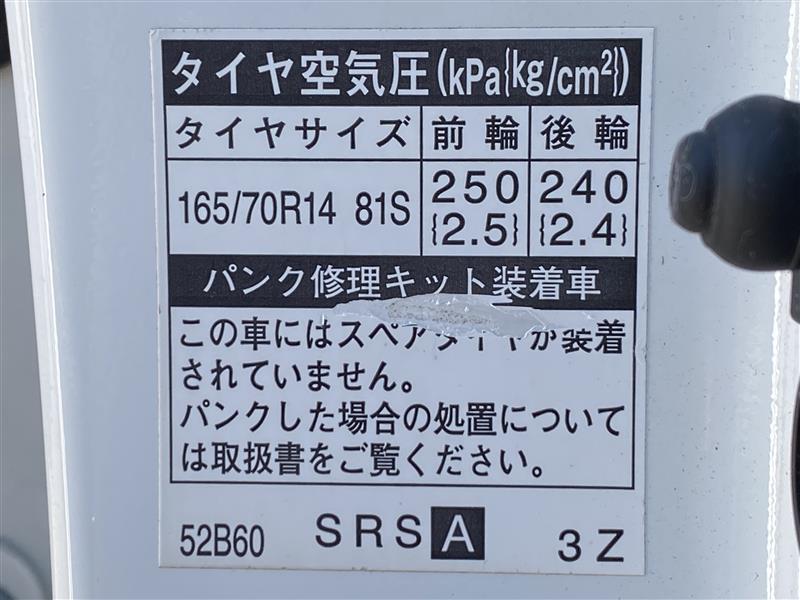 タイヤ空気圧(kPa{kg/cm²})
タイヤサイズ 前輪 後輪
165/70R14 81S 250 240
{2.5} {2.4}
パンク修理キット装着車
この車にはスペアタイヤが装着
されていません。
パンクした場合の処置について
は取扱書をご覧ください。
52B60 SRS A 3Z